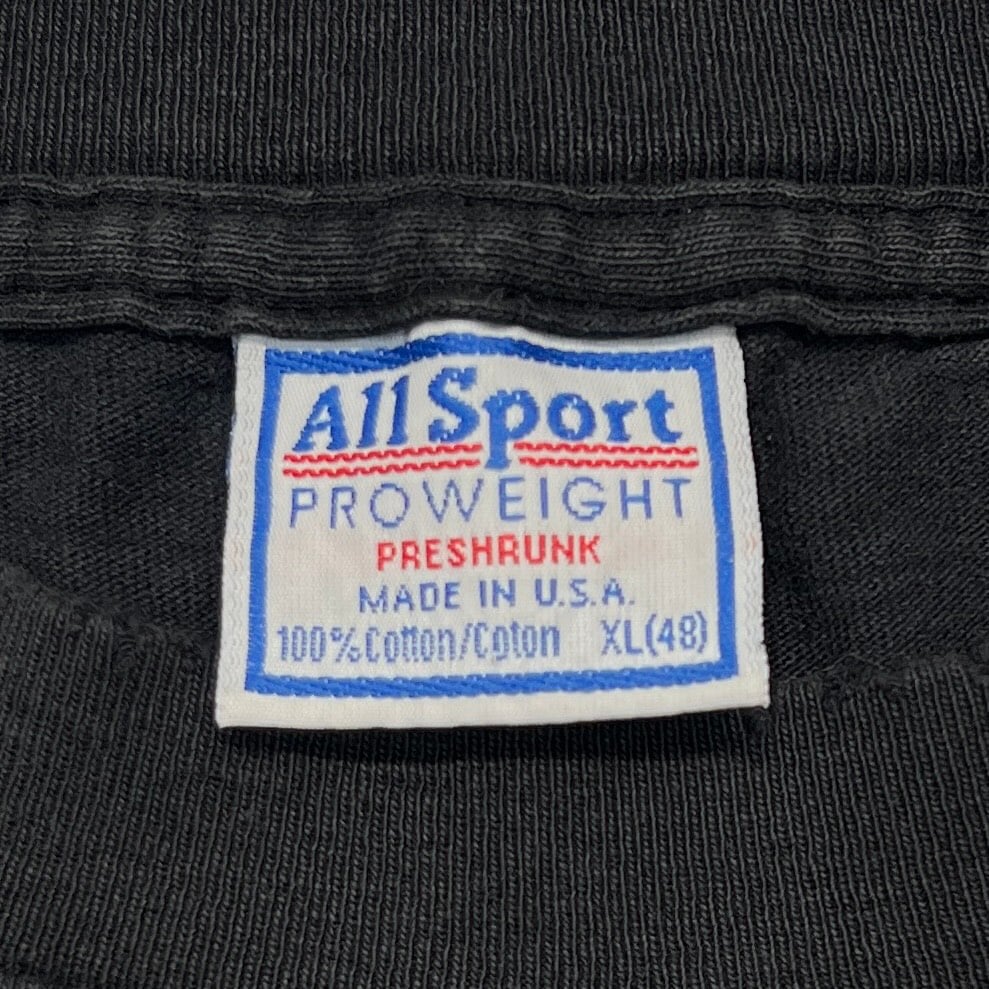 All Sport
PROWEIGHT
PRESHRUNK
MADE IN U.S.A.
100% Cotton/Coton XL(48)